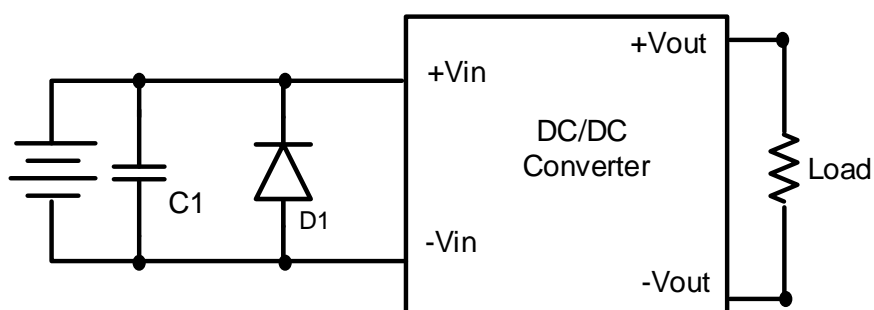 +Vout
+Vin
DC/DC
Converter
Load
C1
D1
-Vin
-Vout